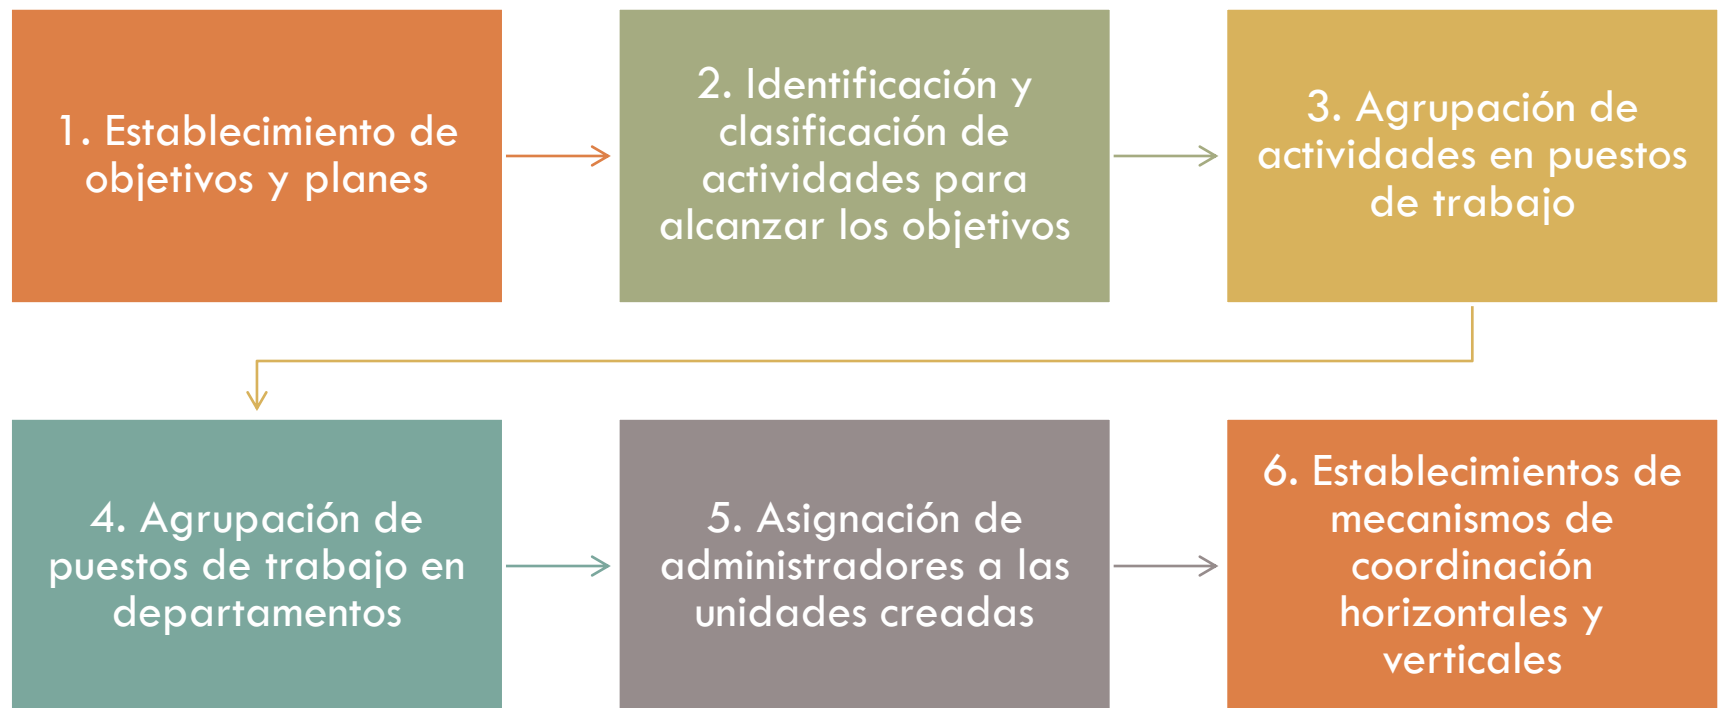 1. Establecimiento de
objetivos y planes
2. Identificación y
clasificación de
actividades para
alcanzar los objetivos
3. Agrupación de
actividades en puestos
de trabajo
4. Agrupación de
puestos de trabajo en
departamentos
5. Asignación de
administradores a las
unidades creadas
6. Establecimientos de
mecanismos de
coordinación
horizontales y
verticales